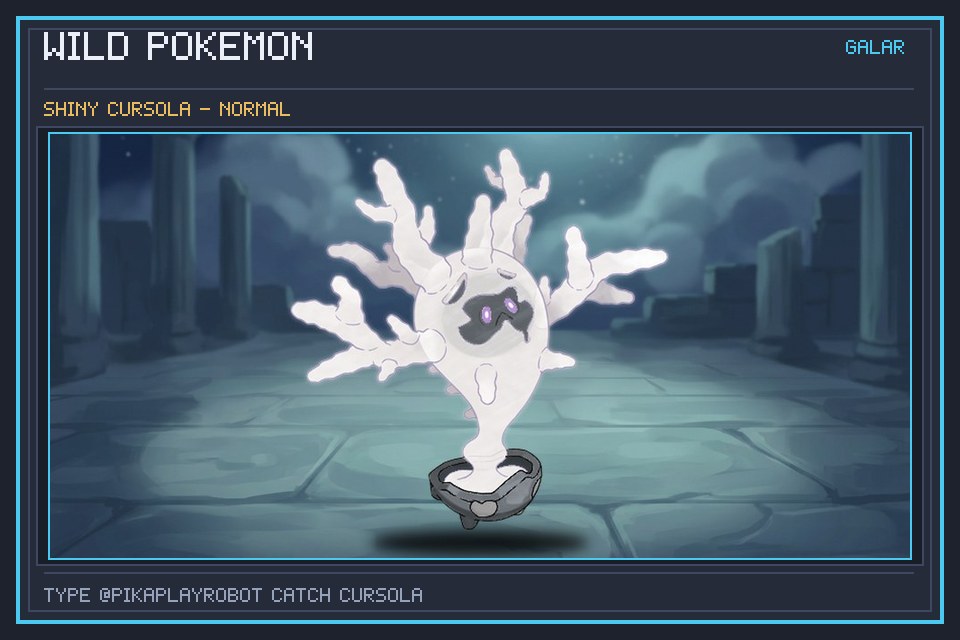 WILD POKEMON
GALAR
SHINY CURSOLA - NORMAL
TYPE @PIKAPLAYROBOT CATCH CURSOLA